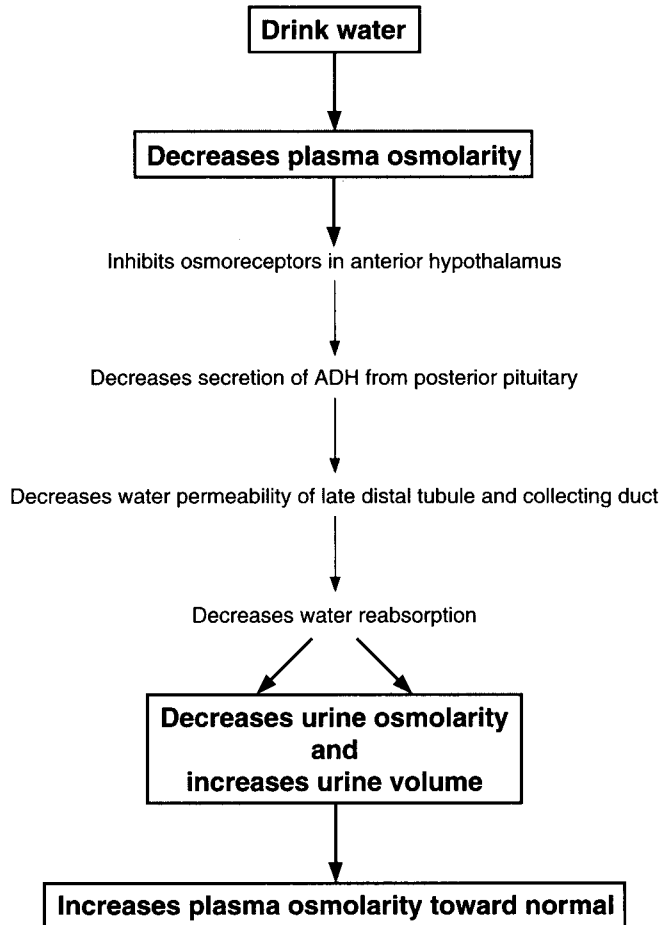 Drink water
Decreases plasma osmolarity
Inhibits osmoreceptors in anterior hypothalamus
Decreases secretion of ADH from posterior pituitary
Decreases water permeability of late distal tubule and collecting duct
Decreases water reabsorption
Decreases urine osmolarity
and
increases urine volume
Increases plasma osmolarity toward normal